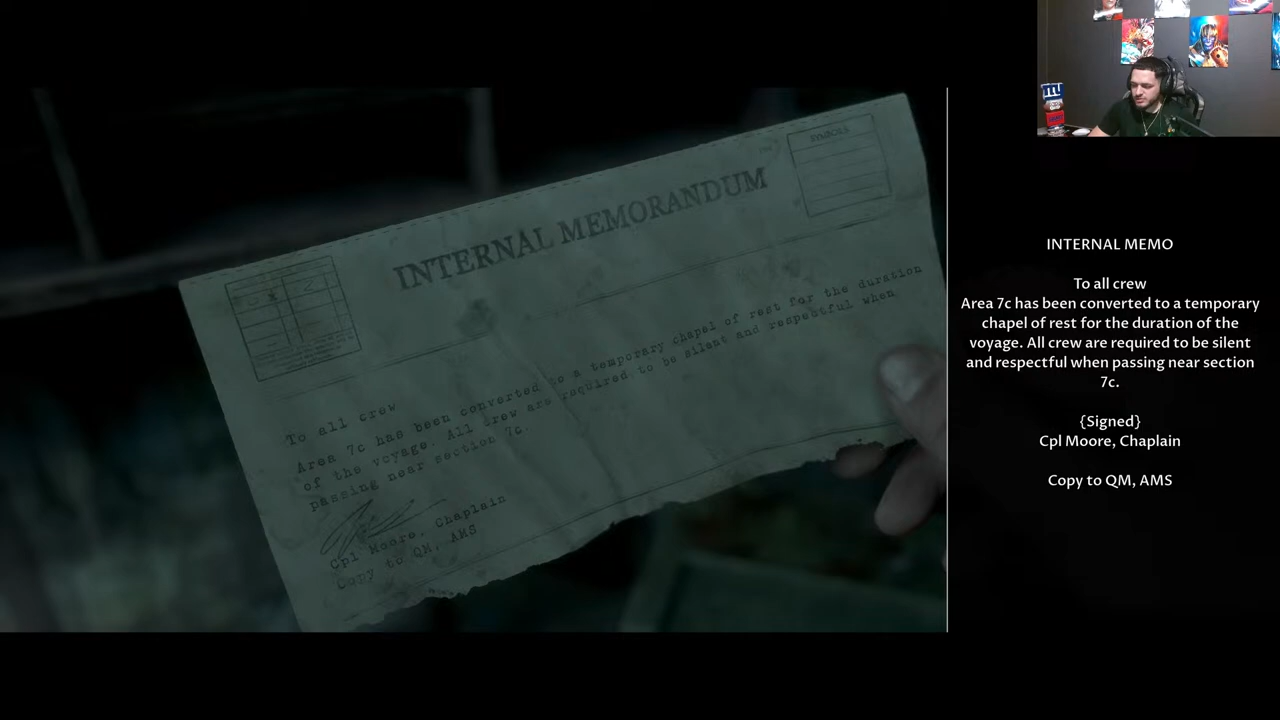 SYMBOLS
INTERNAL MEMORANDUM
To all crew
Area 7c has been converted to a temporary chapel of rest for the duration
of the voyage. All crew are required to be silent and respectful when
passing near section 7c.
Cpl Moore, Chaplain
Copy to QM, AMS
INTERNAL MEMO
To all crew
Area 7c has been converted to a temporary
chapel of rest for the duration of the
voyage. All crew are required to be silent
and respectful when passing near section
7c.
{Signed}
Cpl Moore, Chaplain
Copy to QM, AMS